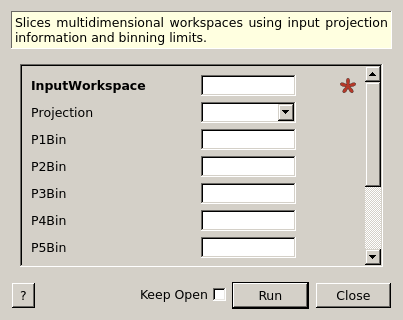 Slices multidimensional workspaces using input projection
information and binning limits.
InputWorkspace
Projection
P1Bin
P2Bin
P3Bin
P4Bin
P5Bin
? Keep Open Run Close